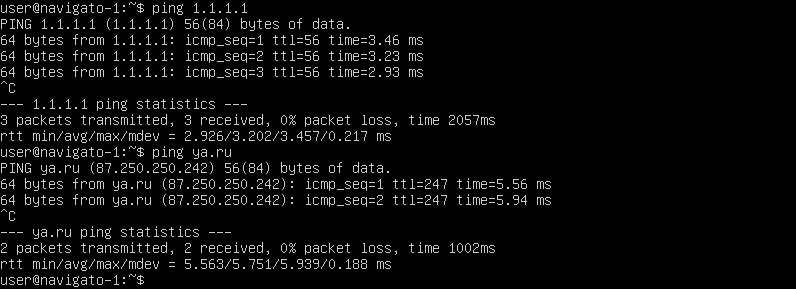 user@navigato-1:~$ ping 1.1.1.1
PING 1.1.1.1 (1.1.1.1) 56(84) bytes of data.
64 bytes from 1.1.1.1: icmp_seq=1 ttl=56 time=3.46 ms
64 bytes from 1.1.1.1: icmp_seq=2 ttl=56 time=3.23 ms
64 bytes from 1.1.1.1: icmp_seq=3 ttl=56 time=2.93 ms
^C
--- 1.1.1.1 ping statistics ---
3 packets transmitted, 3 received, 0% packet loss, time 2057ms
rtt min/avg/max/mdev = 2.926/3.202/3.457/0.217 ms
user@navigato-1:~$ ping ya.ru
PING ya.ru (87.250.250.242) 56(84) bytes of data.
64 bytes from ya.ru (87.250.250.242): icmp_seq=1 ttl=247 time=5.56 ms
64 bytes from ya.ru (87.250.250.242): icmp_seq=2 ttl=247 time=5.94 ms
^C
--- ya.ru ping statistics ---
2 packets transmitted, 2 received, 0% packet loss, time 1002ms
rtt min/avg/max/mdev = 5.563/5.751/5.939/0.188 ms
user@navigato-1:~$